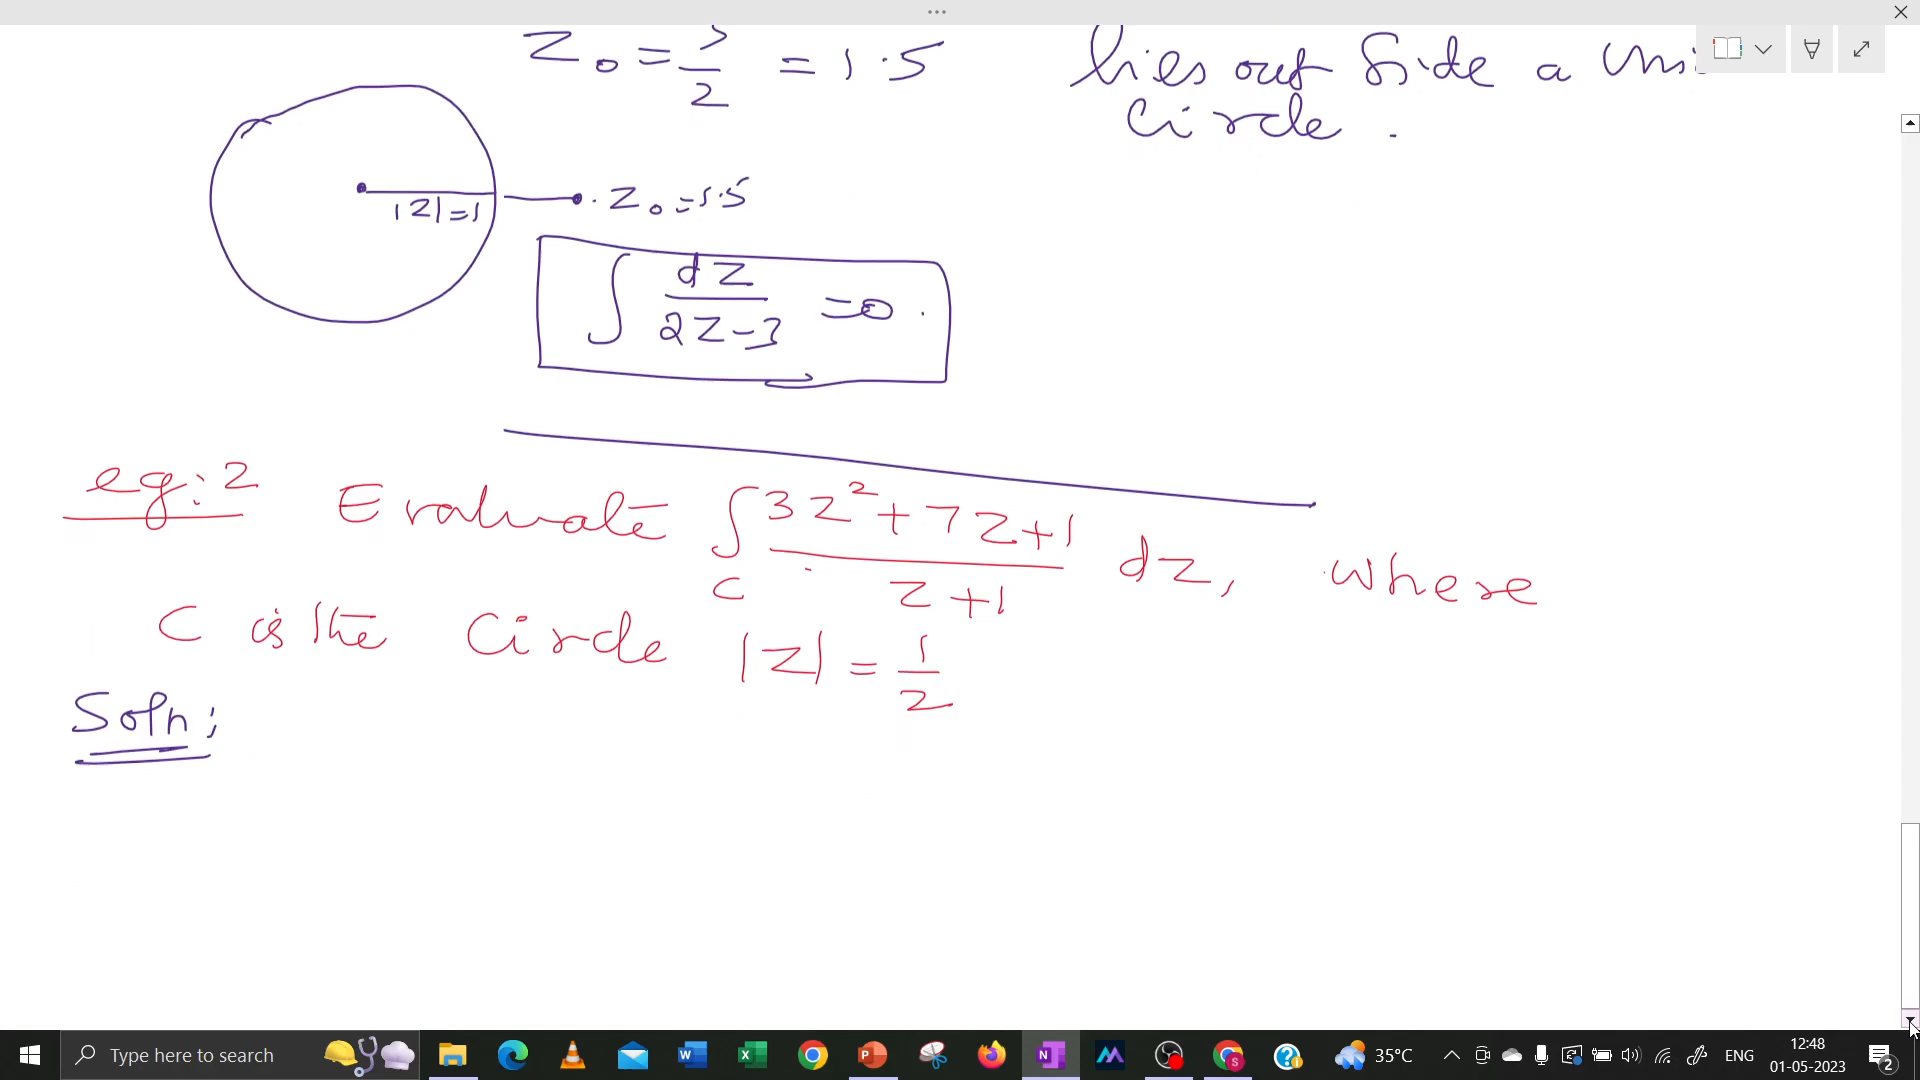 Z₀ = 3/2 = 1.5 lies out side a
circle.
|Z|=1 . Z₀=1.5
∫ dZ/(2Z-3) = 0.
eg: 2 Evaluate ∫_C (3Z²+7Z+1)/(Z+1) dZ, where
C is the circle |Z| = 1/2
Soln:
Type here to search 35°C ENG 12:48
01-05-2023 2